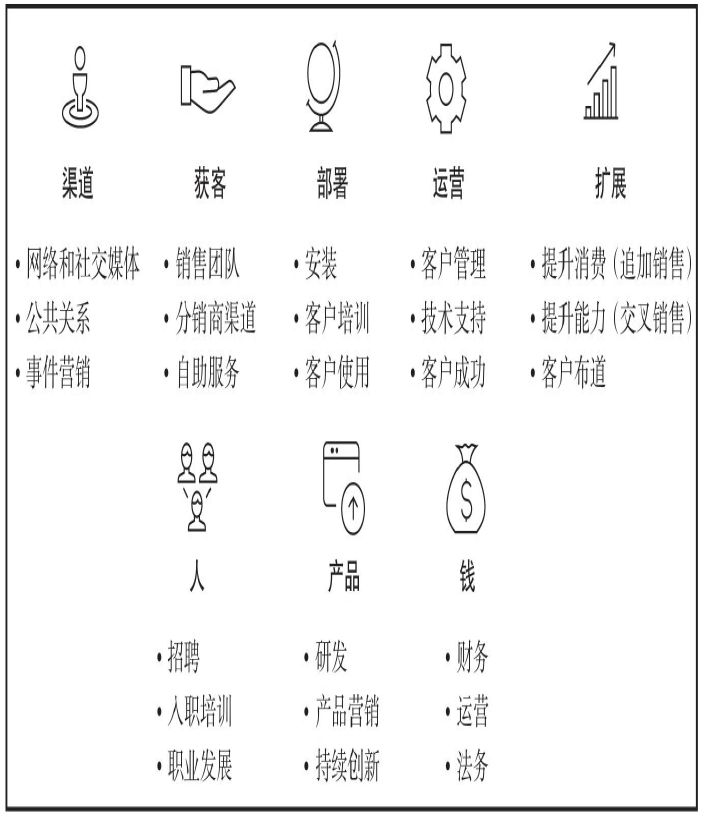 渠道 获客 部署 运营 扩展
• 网络和社交媒体 • 销售团队 • 安装 • 客户管理 • 提升消费（追加销售）
• 公共关系 • 分销商渠道 • 客户培训 • 技术支持 • 提升能力（交叉销售）
• 事件营销 • 自助服务 • 客户使用 • 客户成功 • 客户布道
$
人 产品 钱
• 招聘 • 研发 • 财务
• 入职培训 • 产品营销 • 运营
• 职业发展 • 持续创新 • 法务